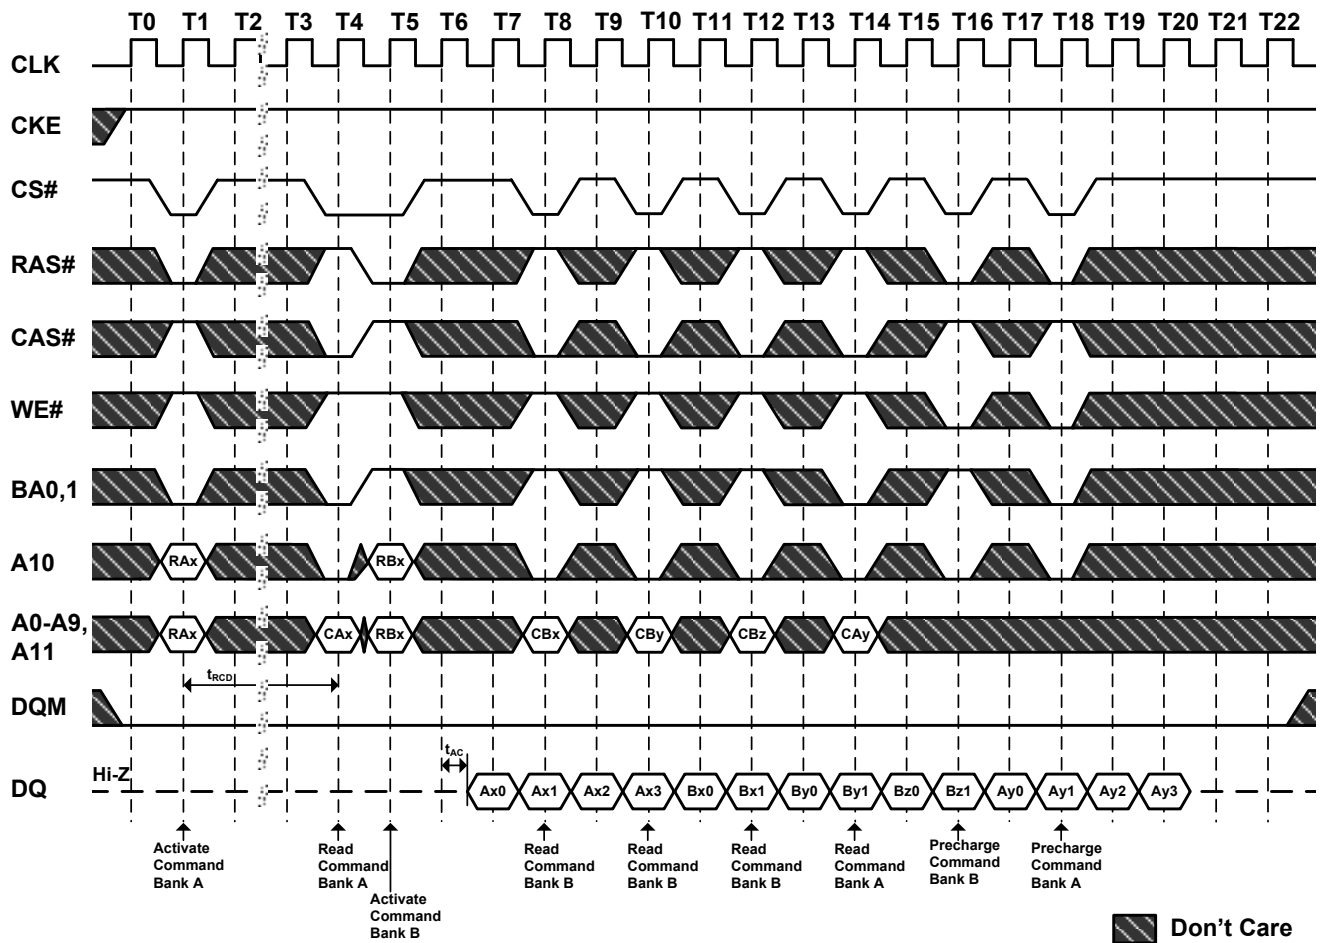 T0 T1 T2 T3 T4 T5 T6 T7 T8 T9 T10 T11 T12 T13 T14 T15 T16 T17 T18 T19 T20 T21 T22
CLK
CKE
CS#
RAS#
CAS#
WE#
BA0,1
A10
RAx RBx
A0-A9,
A11
RAx CAx RBx CBx CBy CBz CAy
tRCD
DQM
tAC
Hi-Z
DQ
Ax0 Ax1 Ax2 Ax3 Bx0 Bx1 By0 By1 Bz0 Bz1 Ay0 Ay1 Ay2 Ay3
Activate
Command
Bank A
Read
Command
Bank A
Activate
Command
Bank B
Read
Command
Bank B
Read
Command
Bank B
Read
Command
Bank B
Read
Command
Bank A
Precharge
Command
Bank B
Precharge
Command
Bank A
Don't Care